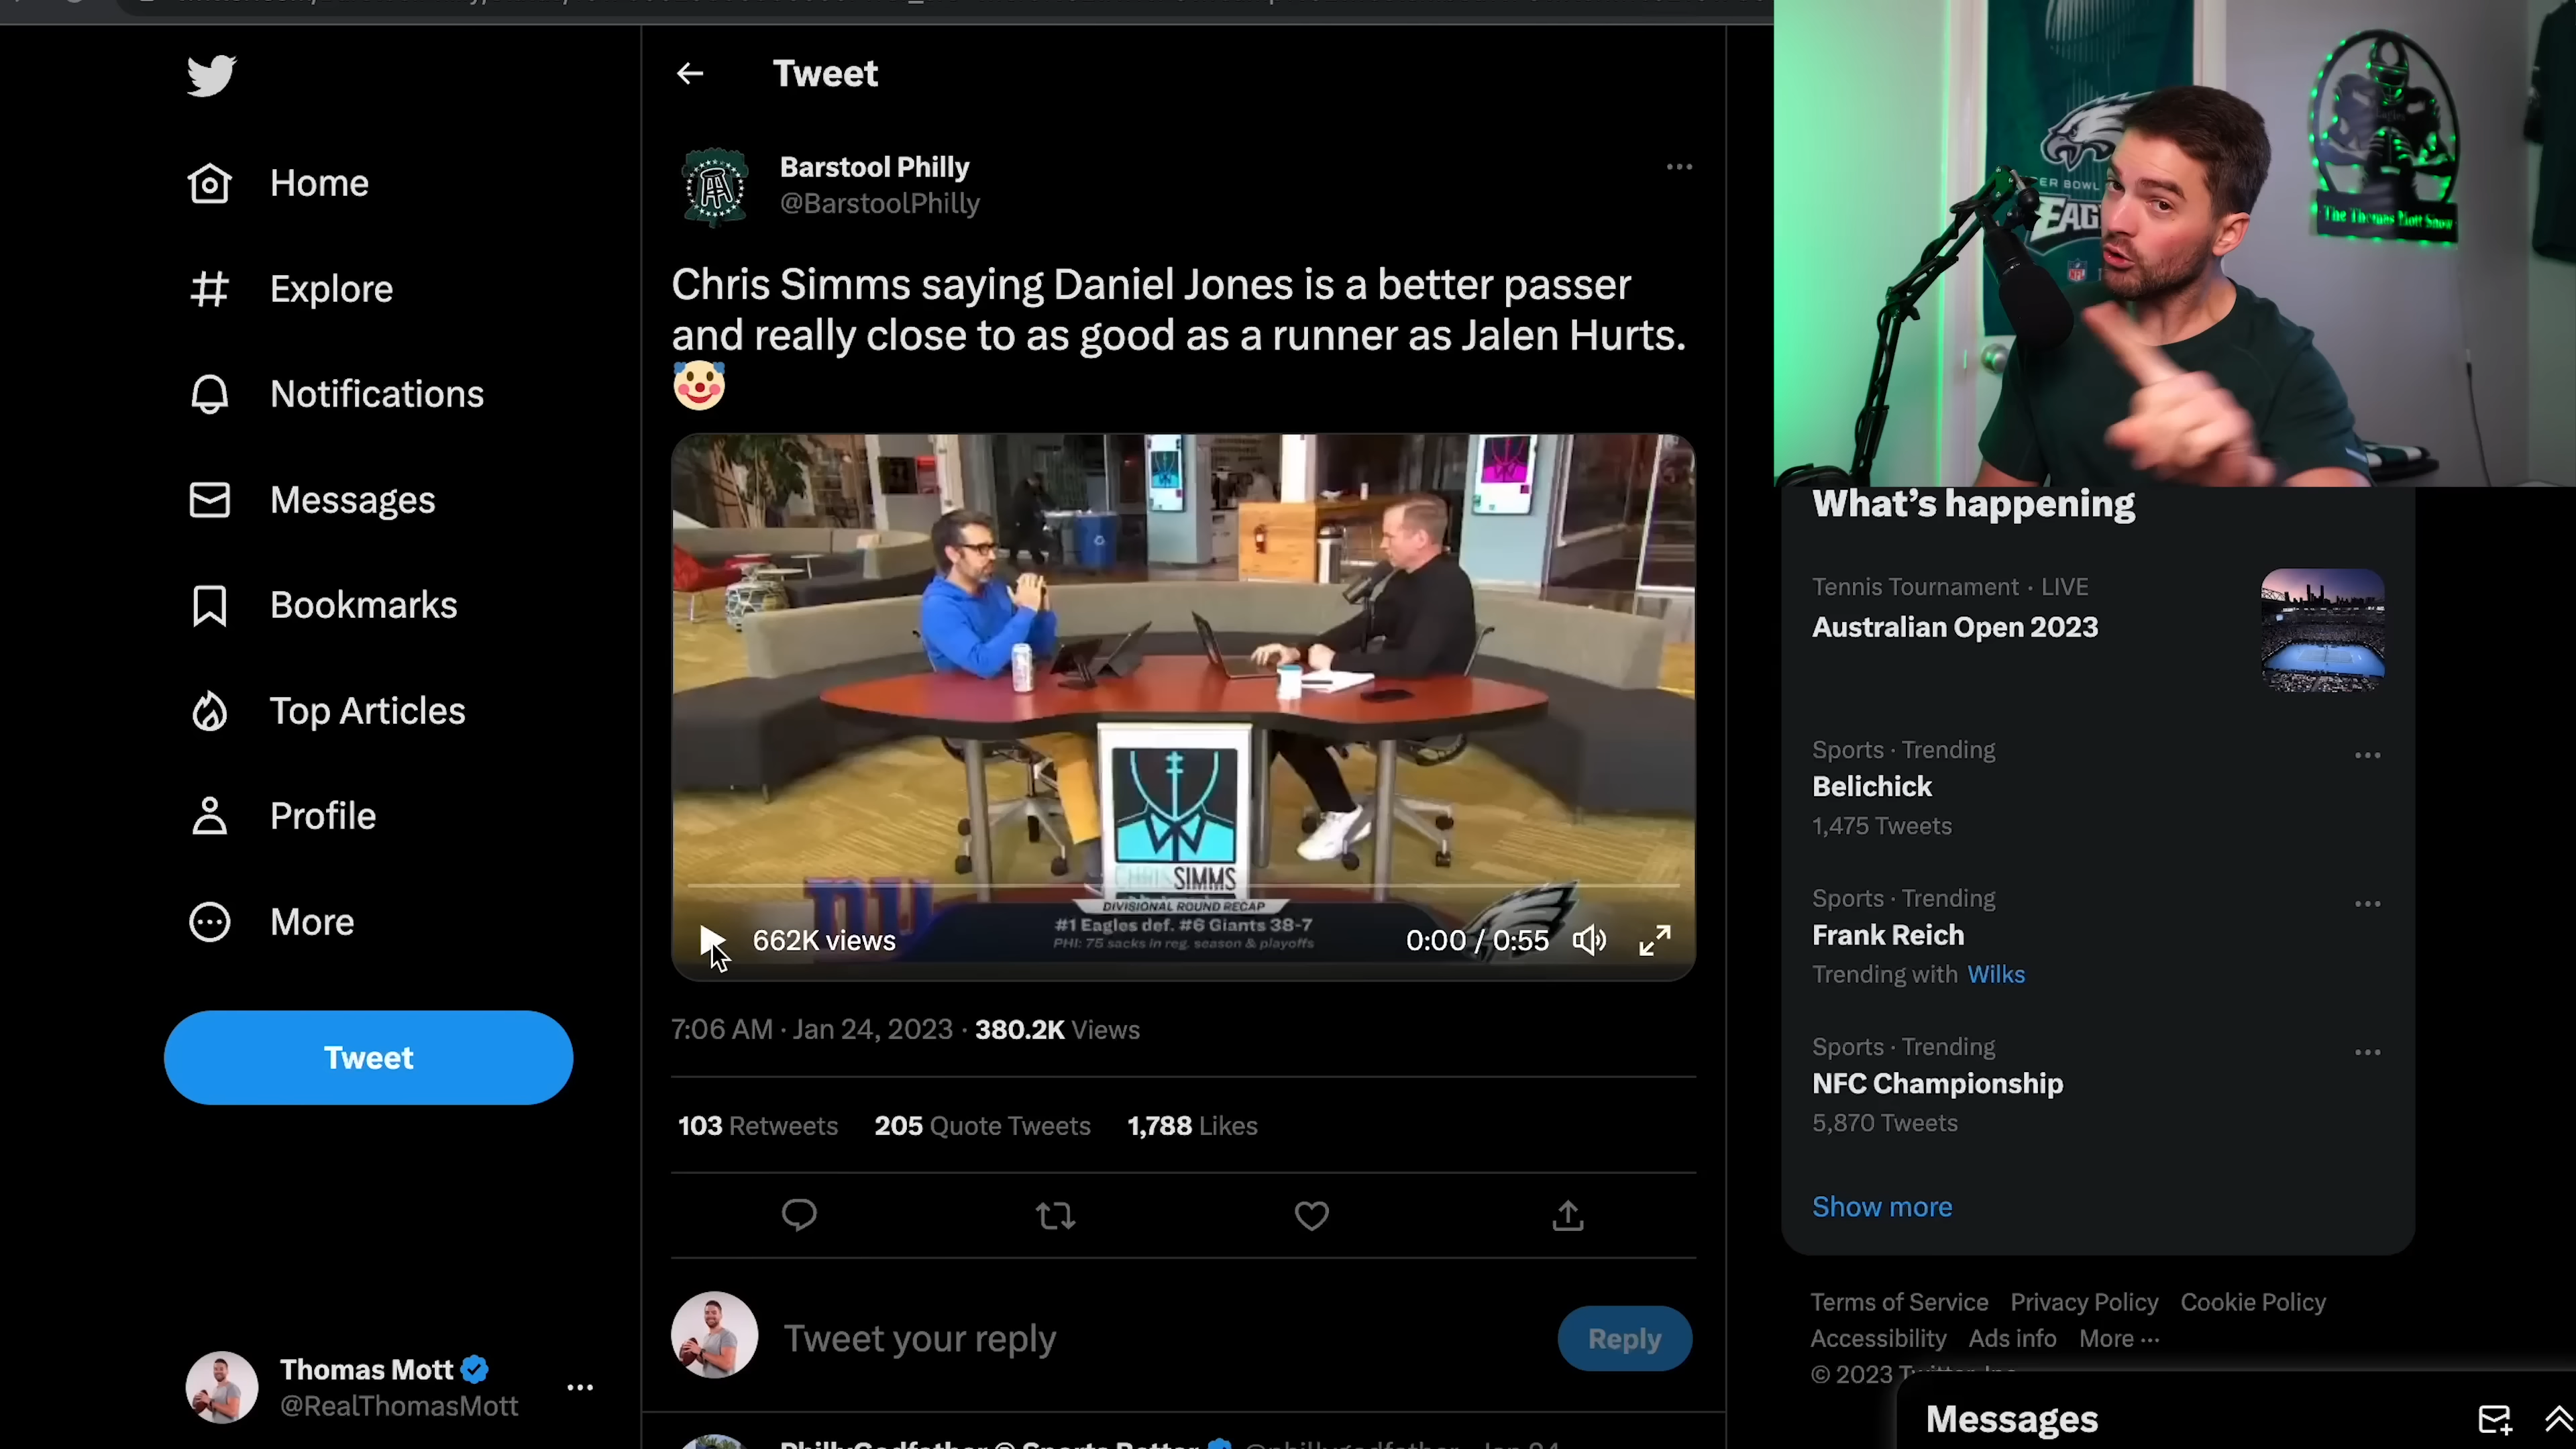 Tweet
Home
Explore
Notifications
Messages
Bookmarks
Top Articles
Profile
More
Tweet
Thomas Mott
@RealThomasMott
Barstool Philly
@BarstoolPhilly
Chris Simms saying Daniel Jones is a better passer
and really close to as good as a runner as Jalen Hurts.
CHRIS SIMMS
DIVISIONAL ROUND RECAP
#1 Eagles def. #6 Giants 38-7
PHI: 75 sacks in reg. season & playoffs
662K views
0:00 / 0:55
7:06 AM · Jan 24, 2023 · 380.2K Views
103 Retweets 205 Quote Tweets 1,788 Likes
Tweet your reply
Reply
The Thomas Mott Show
What's happening
Tennis Tournament · LIVE
Australian Open 2023
Sports · Trending
Belichick
1,475 Tweets
Sports · Trending
Frank Reich
Trending with Wilks
Sports · Trending
NFC Championship
5,870 Tweets
Show more
Terms of Service Privacy Policy Cookie Policy
Accessibility Ads info More ···
© 2023
Messages